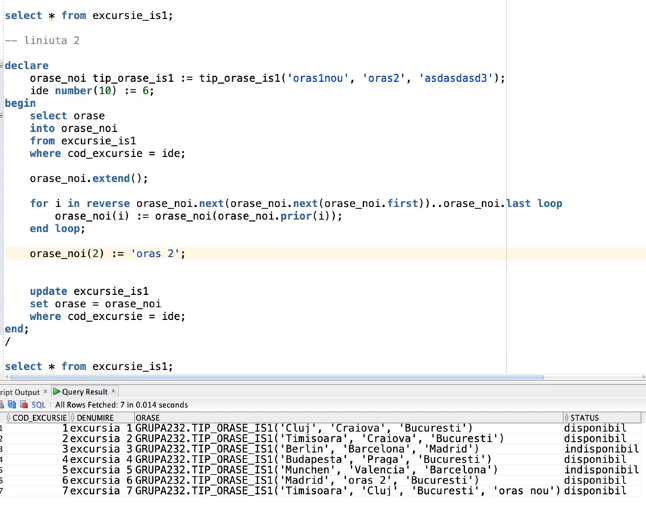 select * from excursie_is1;
-- liniuta 2
declare
orase_noi tip_orase_is1 := tip_orase_is1('oras1nou', 'oras2', 'asdasdasd3');
ide number(10) := 6;
begin
select orase
into orase_noi
from excursie_is1
where cod_excursie = ide;
orase_noi.extend();
for i in reverse orase_noi.next(orase_noi.next(orase_noi.first))..orase_noi.last loop
orase_noi(i) := orase_noi(orase_noi.prior(i));
end loop;
orase_noi(2) := 'oras 2';
update excursie_is1
set orase = orase_noi
where cod_excursie = ide;
end;
/
select * from excursie_is1;
ript Output × Query Result ×
SQL | All Rows Fetched: 7 in 0.014 seconds
COD_EXCURSIE DENUMIRE ORASE STATUS
1 1 excursia 1 GRUPA232.TIP_ORASE_IS1('Cluj', 'Craiova', 'Bucuresti') disponibil
2 2 excursia 2 GRUPA232.TIP_ORASE_IS1('Timisoara', 'Craiova', 'Bucuresti') disponibil
3 3 excursia 3 GRUPA232.TIP_ORASE_IS1('Berlin', 'Barcelona', 'Madrid') indisponibil
4 4 excursia 4 GRUPA232.TIP_ORASE_IS1('Budapesta', 'Praga', 'Bucuresti') disponibil
5 5 excursia 5 GRUPA232.TIP_ORASE_IS1('Munchen', 'Valencia', 'Barcelona') indisponibil
6 6 excursia 6 GRUPA232.TIP_ORASE_IS1('Madrid', 'oras 2', 'Bucuresti') disponibil
7 7 excursia 7 GRUPA232.TIP_ORASE_IS1('Timisoara', 'Cluj', 'Bucuresti', 'oras nou') disponibil